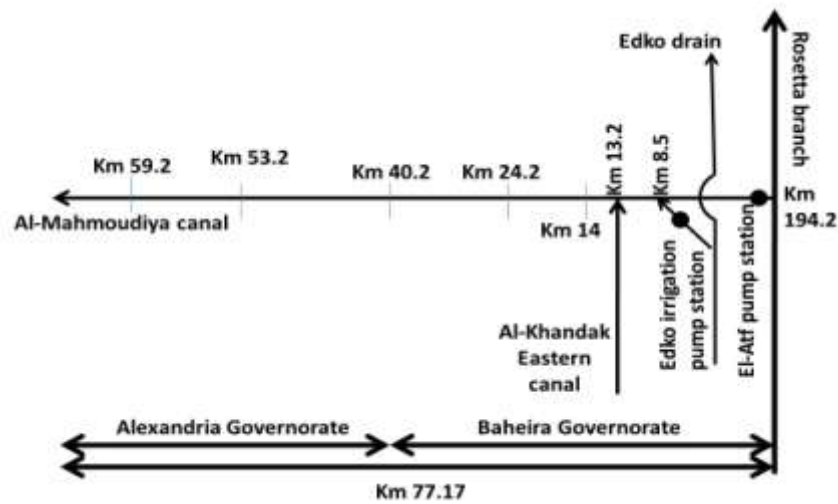 Edko drain
Rosetta branch
Km 59.2
Km 53.2
Km 40.2
Km 24.2
Km 13.2
Km 8.5
Km
194.2
Al-Mahmoudiya canal
Km 14
Al-Khandak
Eastern
canal
Edko irrigation
pump station
El-Atf pump station
Alexandria Governorate
Baheira Governorate
Km 77.17